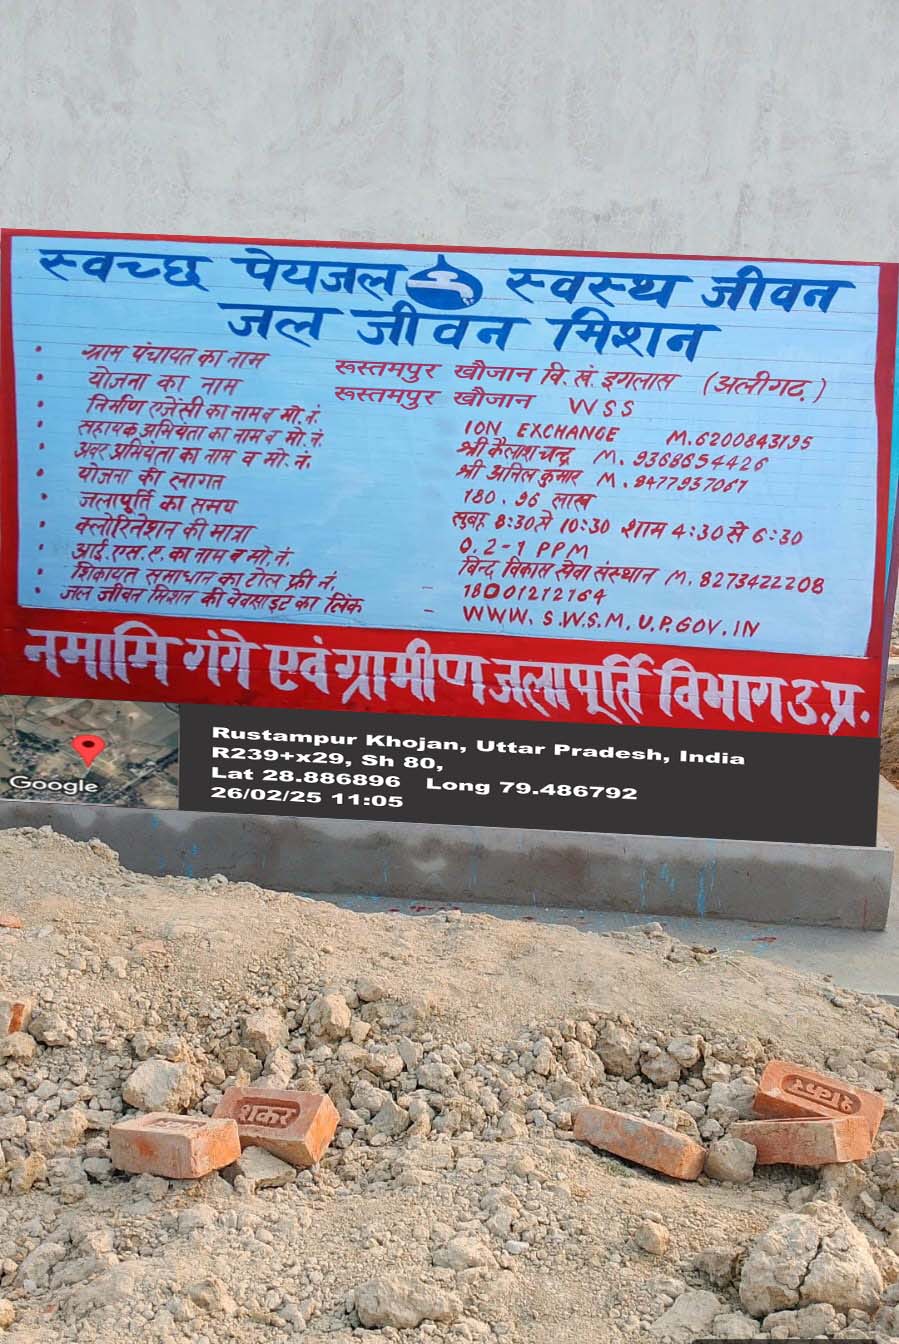 स्वच्छ पेयजल स्वस्थ जीवन
जल जीवन मिशन
• ग्राम पंचायत का नाम रूस्तमपुर खौजान वि. खं. इगलास (अलीगढ़)
• योजना का नाम रूस्तमपुर खौजान WSS
• निर्माण एजेंसी का नाम व मो. नं. ION EXCHANGE M. 6200843195
• सहायक अभियंता का नाम व मो. नं. श्री कैलाश चन्द्र M. 9368654426
• अवर अभियंता का नाम व मो. नं. श्री अनिल कुमार M. 9477937067
• योजना की लागत 180.96 लाख
• जलापूर्ति का समय सुबह 8:30 से 10:30 शाम 4:30 से 6:30
• क्लोरिनेशन की मात्रा 0.2-1 PPM
• आई. एस. ए. का नाम व मो. नं. बिन्द विकास सेवा संस्थान M. 8273422208
• शिकायत समाधान का टोल फ्री नं. - 18001212164
• जल जीवन मिशन की वेवसाइट का लिंक - WWW. S.W.S.M. U.P.GOV.IN
नमामि गंगे एवं ग्रामीण जलापूर्ति विभाग उ.प्र.
Rustampur Khojan, Uttar Pradesh, India
R239+x29, Sh 80,
Lat 28.886896 Long 79.486792
26/02/25 11:05
Google
शंकर